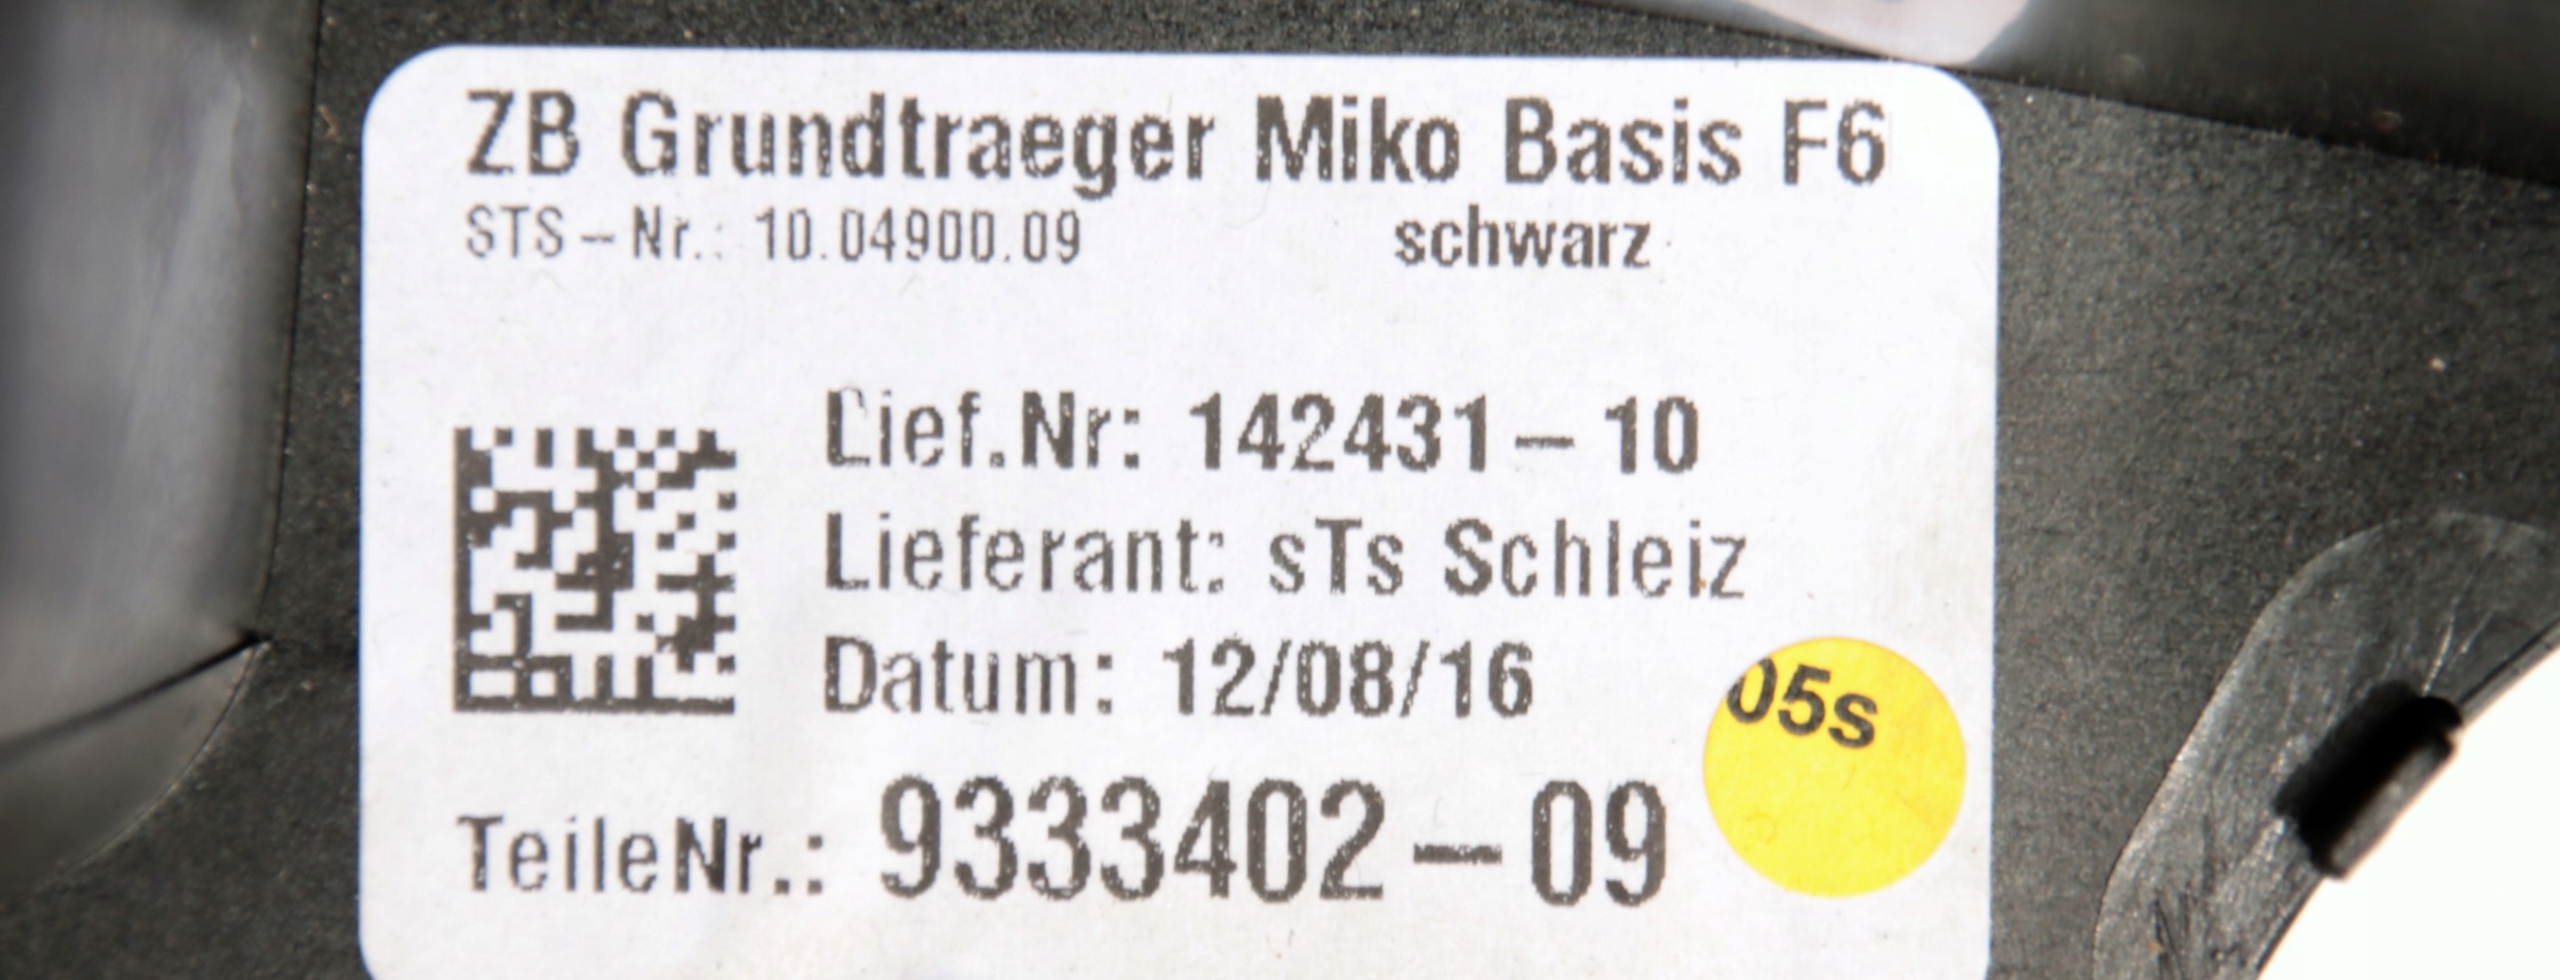 ZB Grundtraeger Miko Basis F6
STS-Nr.: 10.04900.09 schwarz
Lief.Nr: 142431-10
Lieferant: sTs Schleiz
Datum: 12/08/16
05s
TeileNr.: 9333402-09